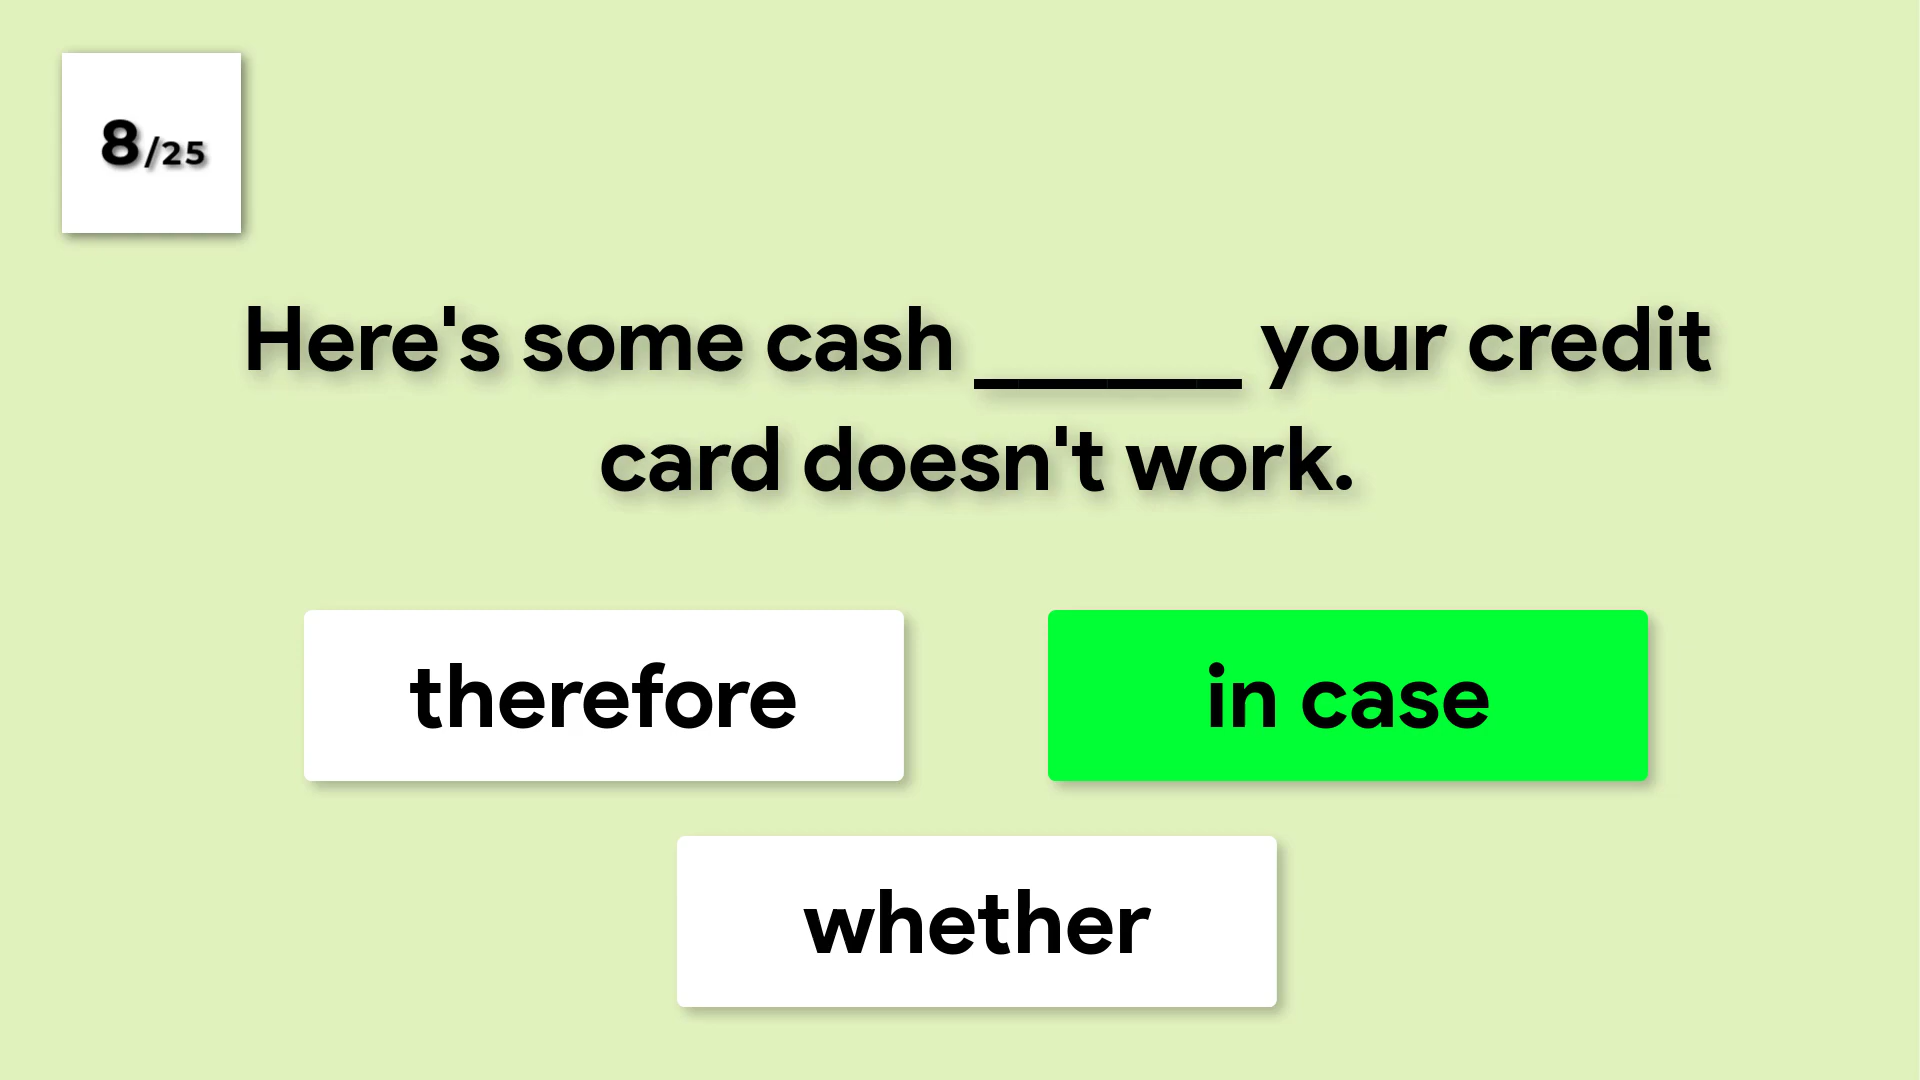 8/25
Here's some cash ______ your credit
card doesn't work.
therefore
in case
whether